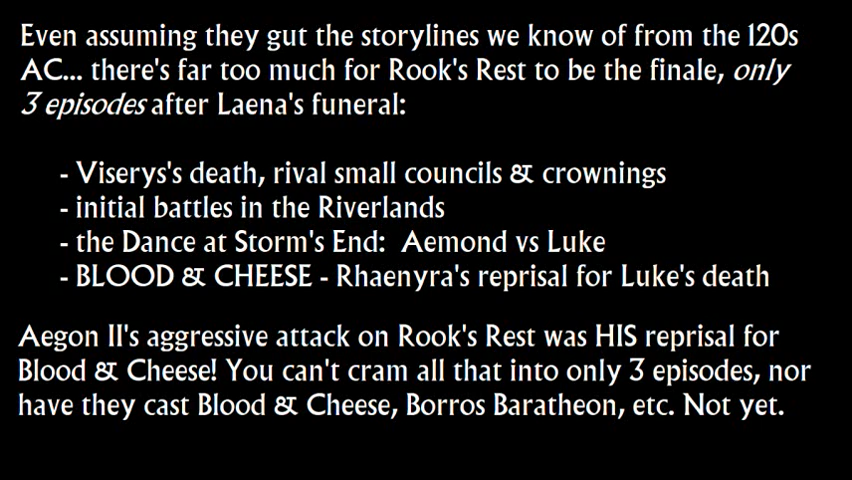 Even assuming they gut the storylines we know of from the 120s
AC... there's far too much for Rook's Rest to be the finale, only
3 episodes after Laena's funeral:
- Viserys's death, rival small councils & crownings
- initial battles in the Riverlands
- the Dance at Storm's End: Aemond vs Luke
- BLOOD & CHEESE - Rhaenyra's reprisal for Luke's death
Aegon II's aggressive attack on Rook's Rest was HIS reprisal for
Blood & Cheese! You can't cram all that into only 3 episodes, nor
have they cast Blood & Cheese, Borros Baratheon, etc. Not yet.